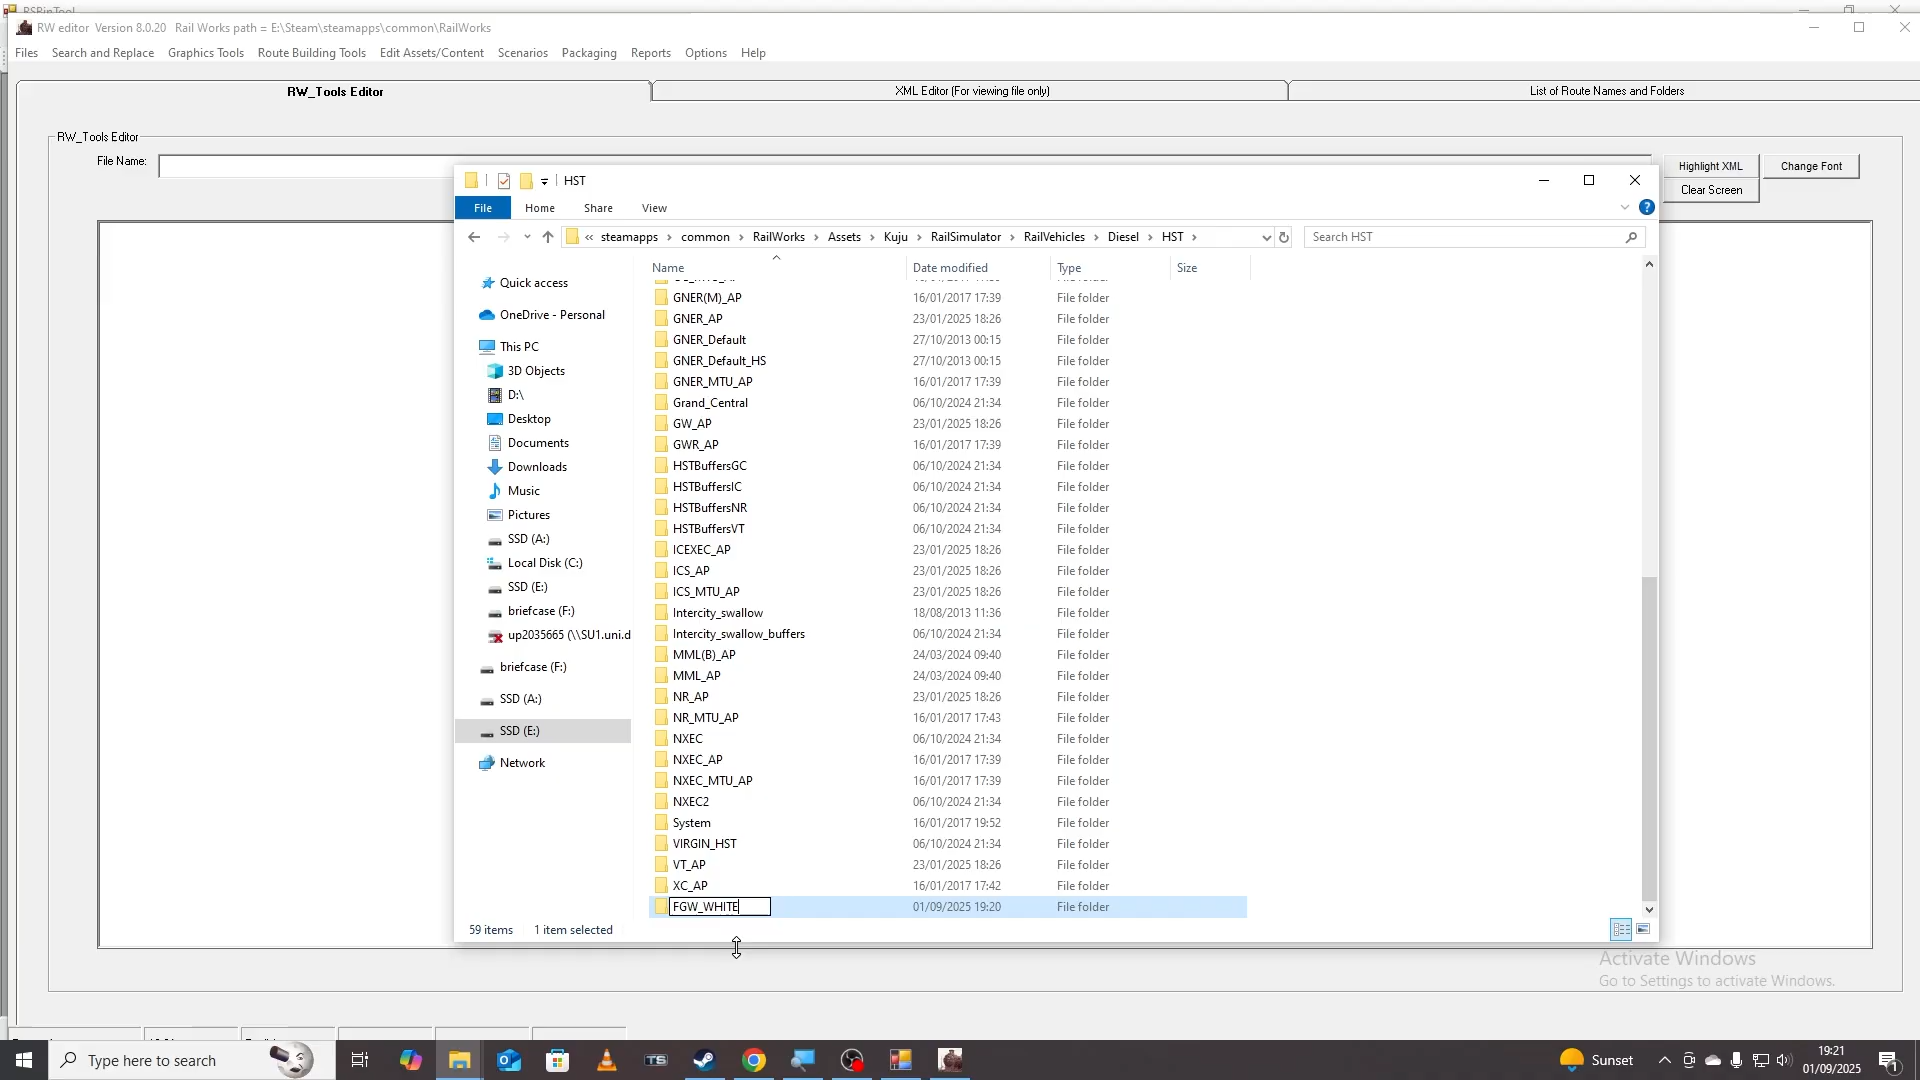 RSBinTool
RW editor Version 8.0.20 Rail Works path = E:\Steam\steamapps\common\RailWorks
Files Search and Replace Graphics Tools Route Building Tools Edit Assets/Content Scenarios Packaging Reports Options Help
RW_Tools Editor XML Editor (For viewing file only) List of Route Names and Folders
RW_Tools Editor
File Name: Highlight XML Change Font
Clear Screen
HST
File Home Share View
« steamapps › common › RailWorks › Assets › Kuju › RailSimulator › RailVehicles › Diesel › HST › Search HST
Name Date modified Type Size
Quick access
OneDrive - Personal
This PC
3D Objects
D:\
Desktop
Documents
Downloads
Music
Pictures
SSD (A:)
Local Disk (C:)
SSD (E:)
briefcase (F:)
up2035665 (\\SU1.uni.d
briefcase (F:)
SSD (A:)
SSD (E:)
Network
GNER(M)_AP 16/01/2017 17:39 File folder
GNER_AP 23/01/2025 18:26 File folder
GNER_Default 27/10/2013 00:15 File folder
GNER_Default_HS 27/10/2013 00:15 File folder
GNER_MTU_AP 16/01/2017 17:39 File folder
Grand_Central 06/10/2024 21:34 File folder
GW_AP 23/01/2025 18:26 File folder
GWR_AP 16/01/2017 17:39 File folder
HSTBuffersGC 06/10/2024 21:34 File folder
HSTBuffersIC 06/10/2024 21:34 File folder
HSTBuffersNR 06/10/2024 21:34 File folder
HSTBuffersVT 06/10/2024 21:34 File folder
ICEXEC_AP 23/01/2025 18:26 File folder
ICS_AP 23/01/2025 18:26 File folder
ICS_MTU_AP 23/01/2025 18:26 File folder
Intercity_swallow 18/08/2013 11:36 File folder
Intercity_swallow_buffers 06/10/2024 21:34 File folder
MML(B)_AP 24/03/2024 09:40 File folder
MML_AP 24/03/2024 09:40 File folder
NR_AP 23/01/2025 18:26 File folder
NR_MTU_AP 16/01/2017 17:43 File folder
NXEC 06/10/2024 21:34 File folder
NXEC_AP 16/01/2017 17:39 File folder
NXEC_MTU_AP 16/01/2017 17:39 File folder
NXEC2 06/10/2024 21:34 File folder
System 16/01/2017 19:52 File folder
VIRGIN_HST 06/10/2024 21:34 File folder
VT_AP 23/01/2025 18:26 File folder
XC_AP 16/01/2017 17:42 File folder
FGW_WHITE 01/09/2025 19:20 File folder
59 items 1 item selected
Activate Windows
Go to Settings to activate Windows.
Type here to search
TS
Sunset
19:21
01/09/2025
1